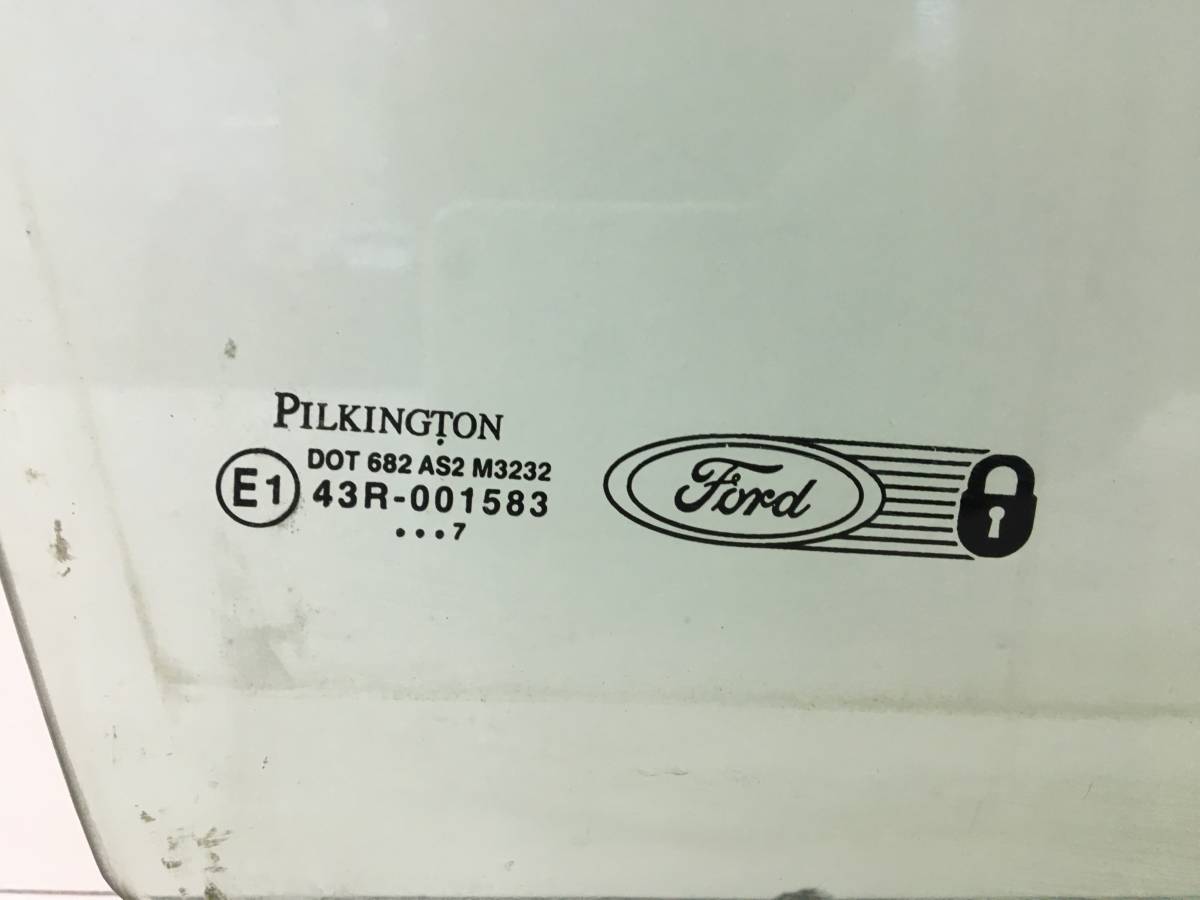 PILKINGTON
DOT 682 AS2 M3232
E1
43R-001583
...7
Ford